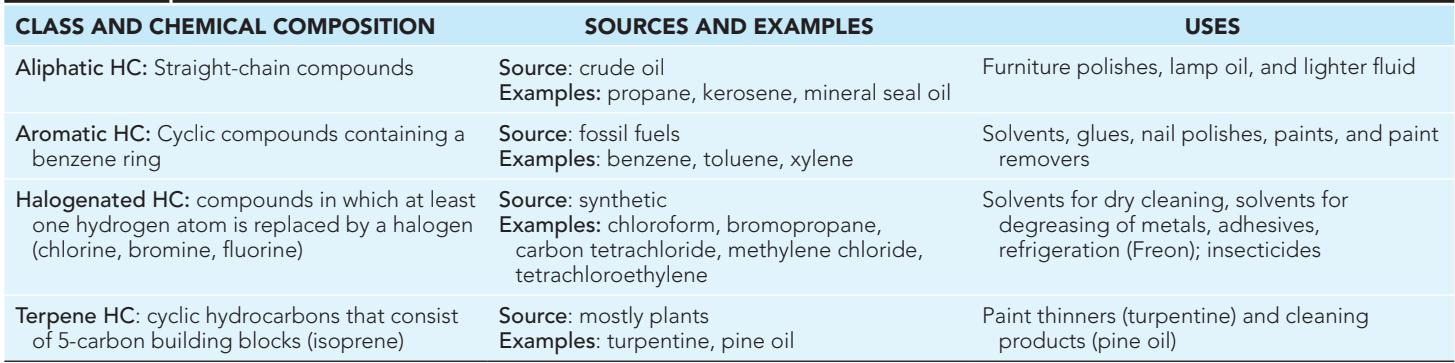 CLASS AND CHEMICAL COMPOSITION SOURCES AND EXAMPLES USES
Aliphatic HC: Straight-chain compounds
Source: crude oil
Examples: propane, kerosene, mineral seal oil
Furniture polishes, lamp oil, and lighter fluid
Aromatic HC: Cyclic compounds containing a
benzene ring
Source: fossil fuels
Examples: benzene, toluene, xylene
Solvents, glues, nail polishes, paints, and paint
removers
Halogenated HC: compounds in which at least
one hydrogen atom is replaced by a halogen
(chlorine, bromine, fluorine)
Source: synthetic
Examples: chloroform, bromopropane,
carbon tetrachloride, methylene chloride,
tetrachloroethylene
Solvents for dry cleaning, solvents for
degreasing of metals, adhesives,
refrigeration (Freon); insecticides
Terpene HC: cyclic hydrocarbons that consist
of 5-carbon building blocks (isoprene)
Source: mostly plants
Examples: turpentine, pine oil
Paint thinners (turpentine) and cleaning
products (pine oil)